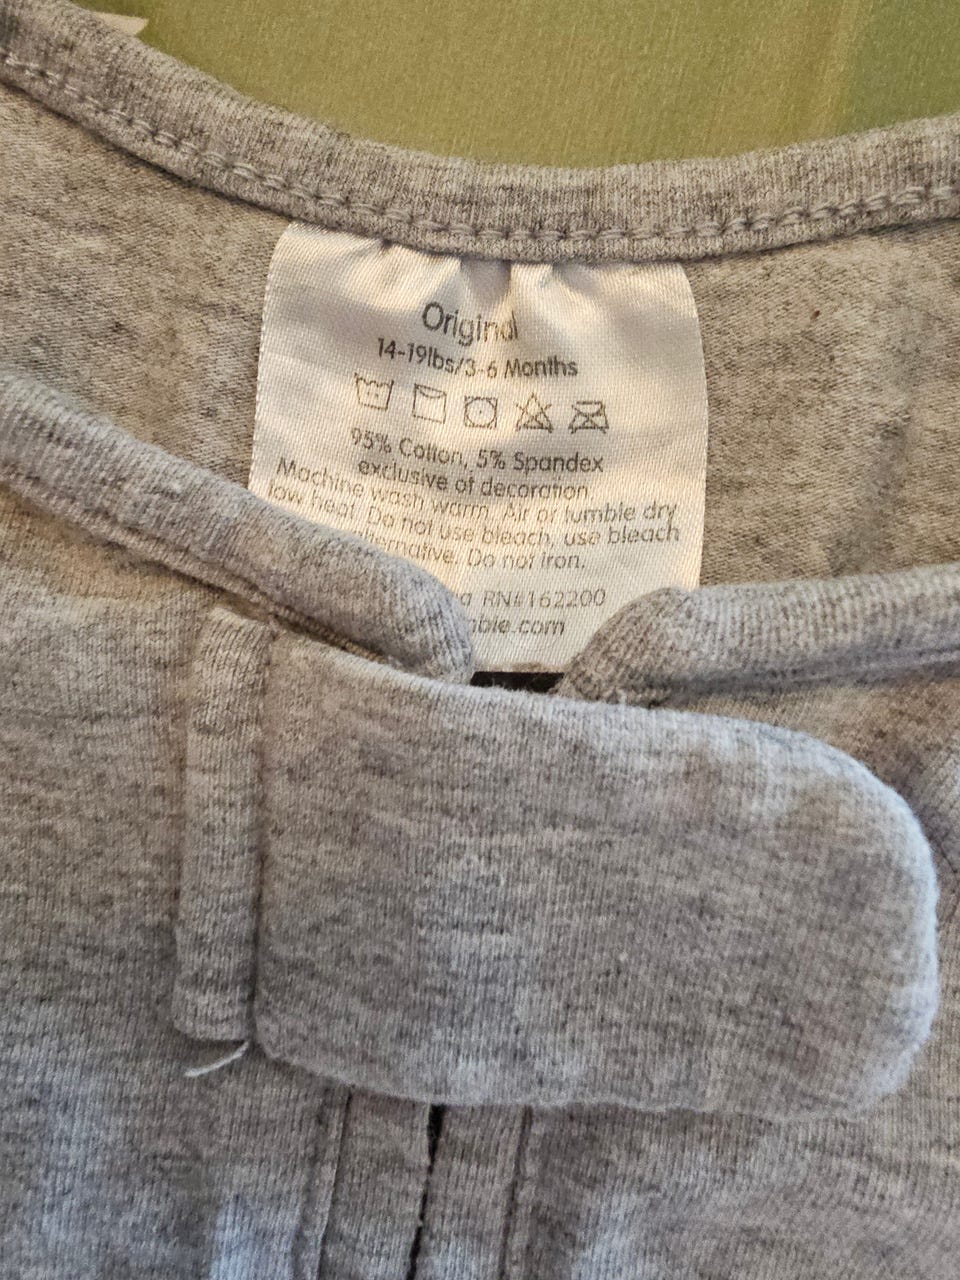 Original
14-19lbs/3-6 Months
95% Cotton, 5% Spandex
exclusive of decoration.
Machine wash warm. Air or tumble dry
low heat. Do not use bleach, use bleach
alternative. Do not iron.
RN#162200